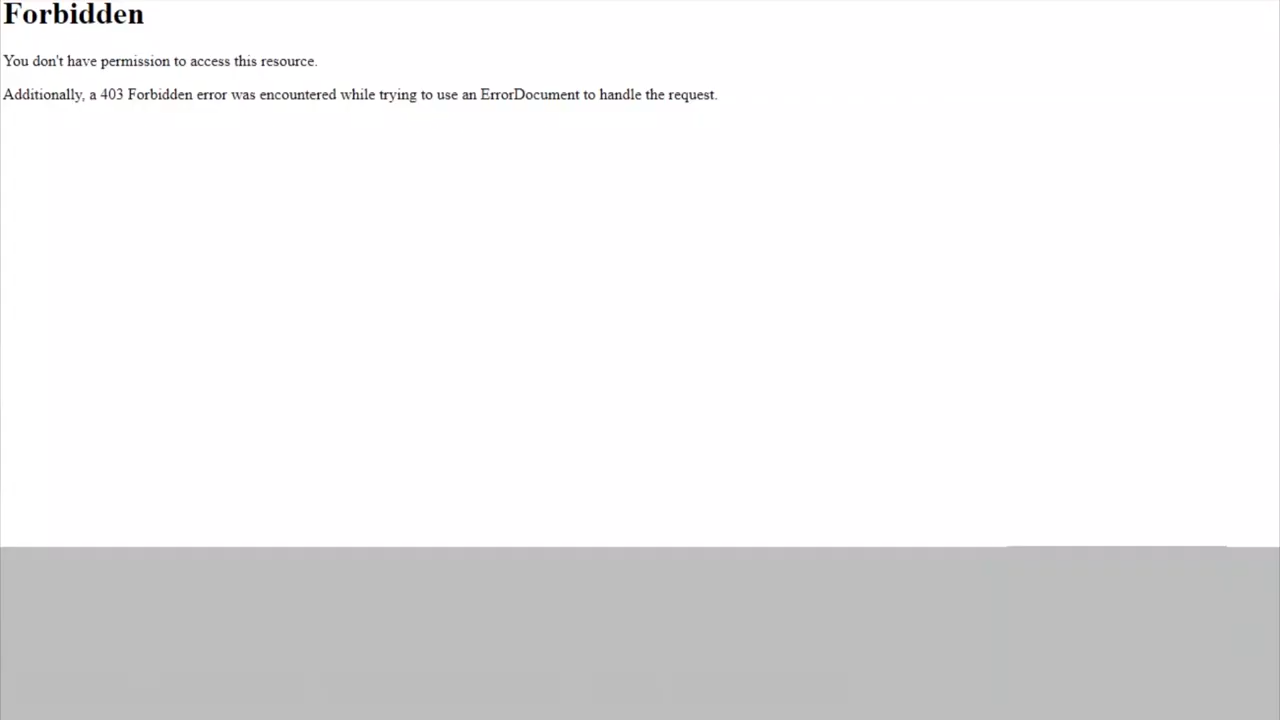 Forbidden
You don't have permission to access this resource.
Additionally, a 403 Forbidden error was encountered while trying to use an ErrorDocument to handle the request.